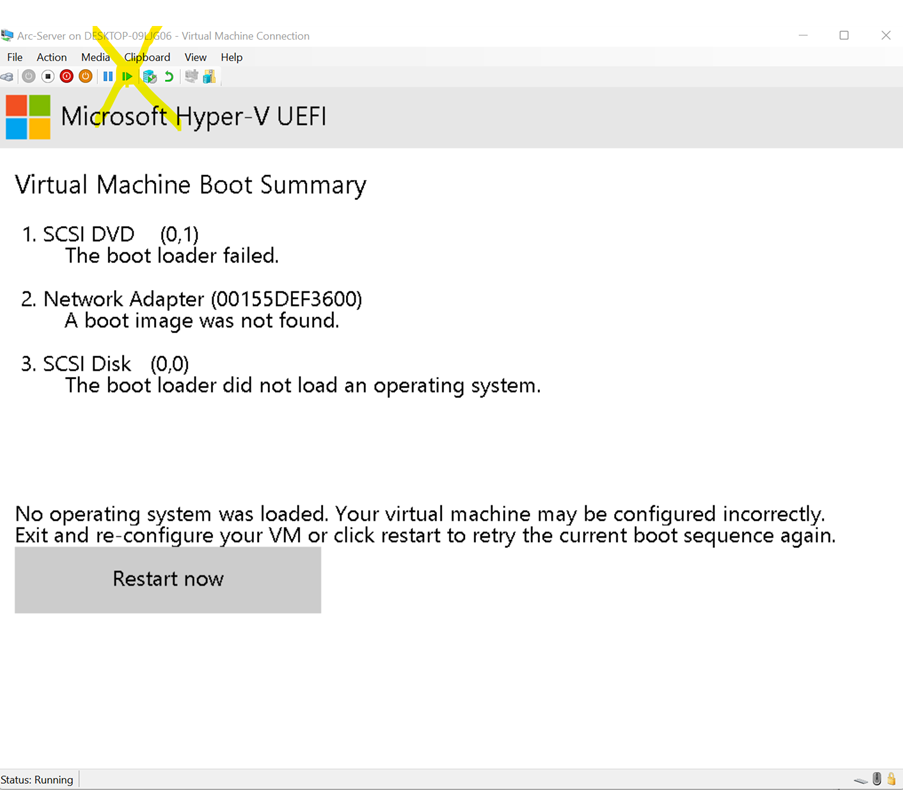 Arc-Server on DESKTOP-09LJG06 - Virtual Machine Connection
File Action Media Clipboard View Help
Microsoft Hyper-V UEFI
Virtual Machine Boot Summary
1. SCSI DVD (0,1)
The boot loader failed.
2. Network Adapter (00155DEF3600)
A boot image was not found.
3. SCSI Disk (0,0)
The boot loader did not load an operating system.
No operating system was loaded. Your virtual machine may be configured incorrectly.
Exit and re-configure your VM or click restart to retry the current boot sequence again.
Restart now
Status: Running